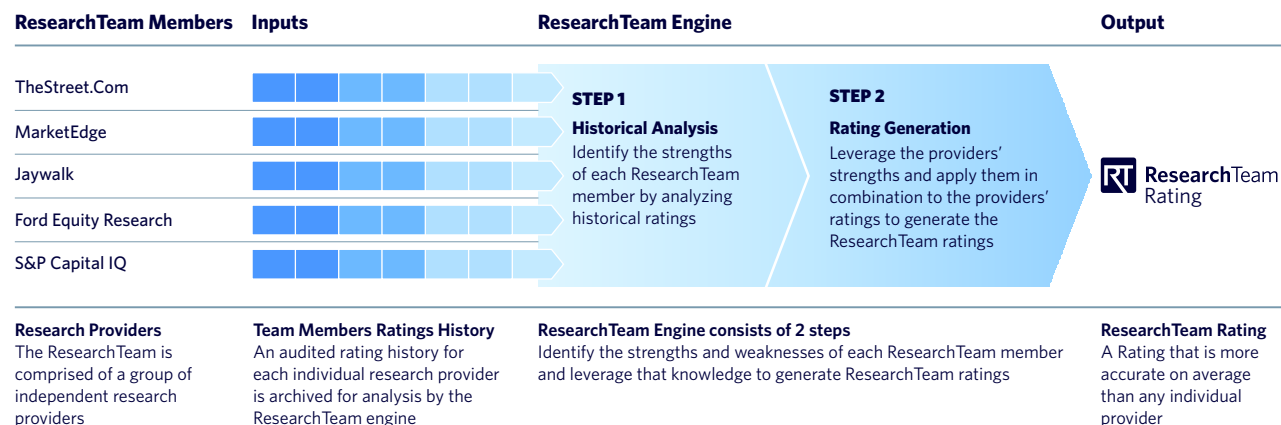 ResearchTeam Members Inputs ResearchTeam Engine Output
TheStreet.Com
MarketEdge
Jaywalk
Ford Equity Research
S&P Capital IQ
STEP 1
Historical Analysis
Identify the strengths
of each ResearchTeam
member by analyzing
historical ratings
STEP 2
Rating Generation
Leverage the providers’
strengths and apply them in
combination to the providers’
ratings to generate the
ResearchTeam ratings
RT
ResearchTeam
Rating
Research Providers
The ResearchTeam is
comprised of a group of
independent research
providers
Team Members Ratings History
An audited rating history for
each individual research provider
is archived for analysis by the
ResearchTeam engine
ResearchTeam Engine consists of 2 steps
Identify the strengths and weaknesses of each ResearchTeam member
and leverage that knowledge to generate ResearchTeam ratings
ResearchTeam Rating
A Rating that is more
accurate on average
than any individual
provider